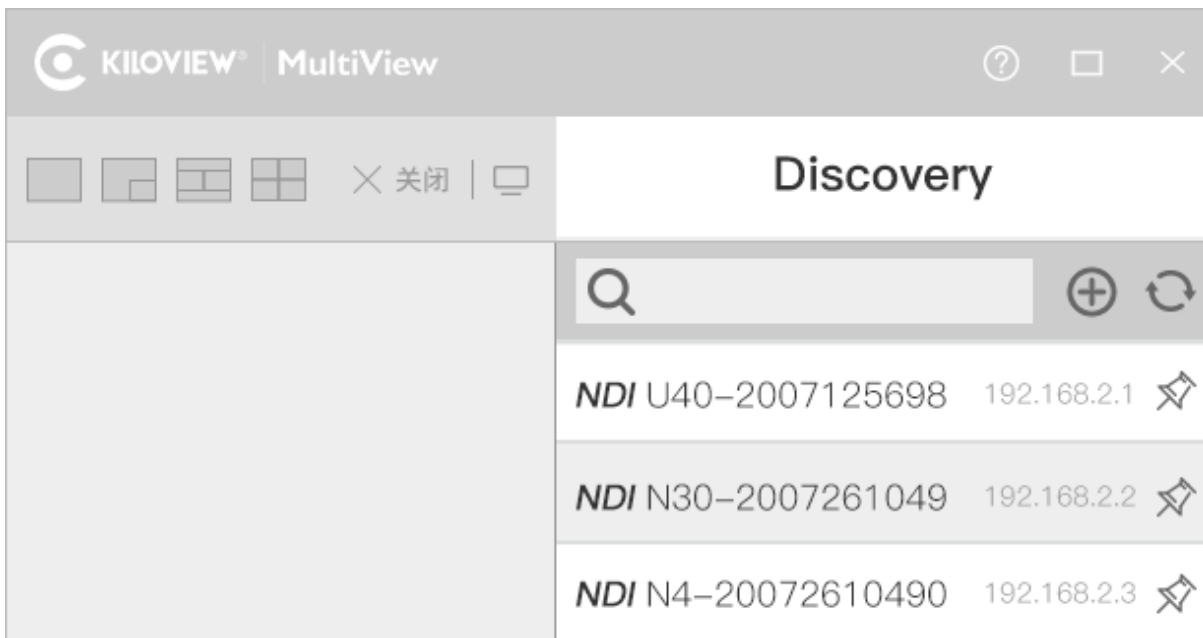 KILOVIEW® MultiView
关闭
Discovery
NDI U40-2007125698 192.168.2.1
NDI N30-2007261049 192.168.2.2
NDI N4-20072610490 192.168.2.3